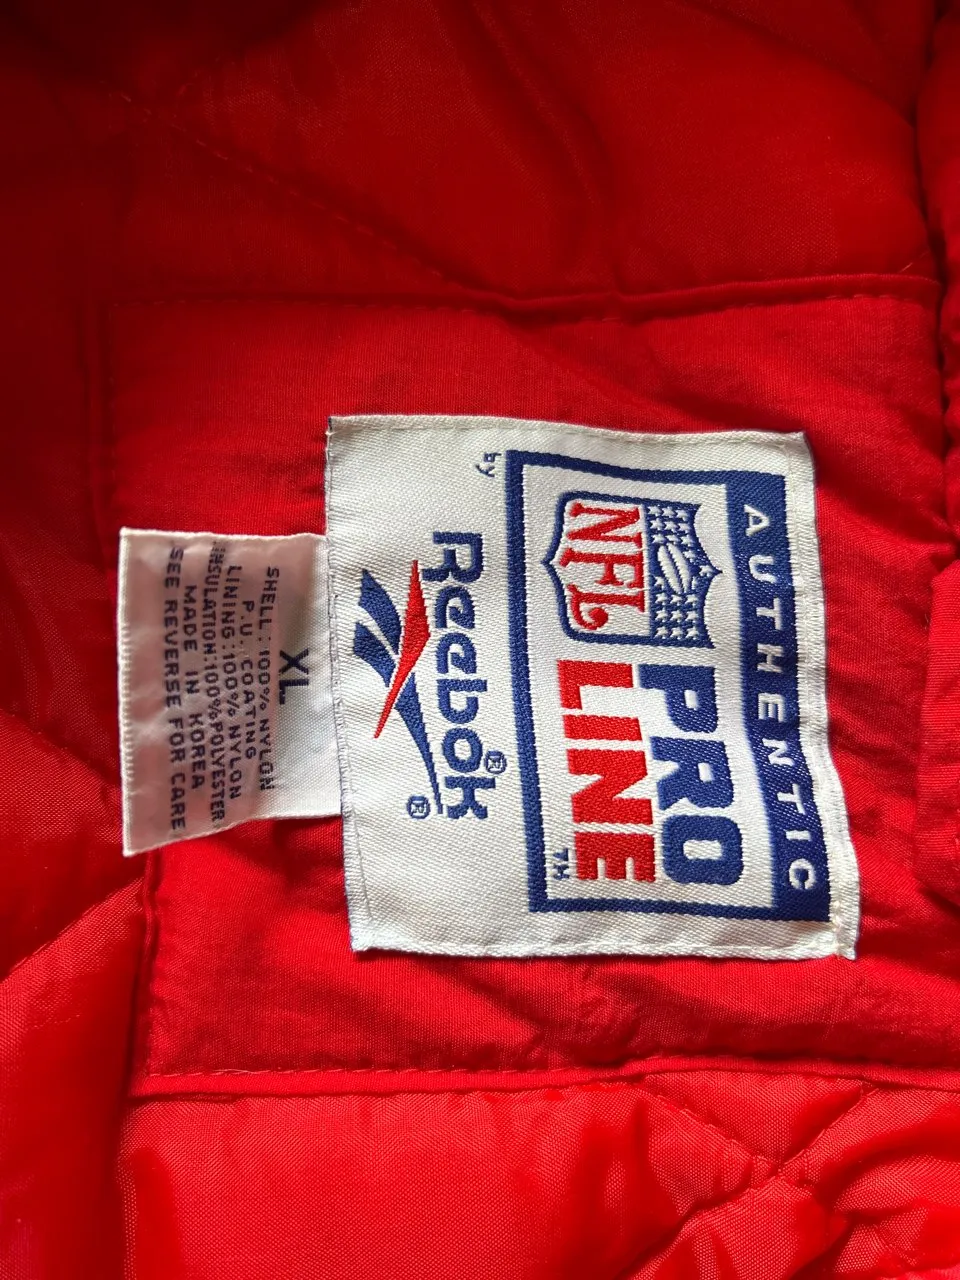 AUTHENTIC
NFL
PRO
LINE
TM
by
Reebok®
®
XL
SHELL:100% NYLON
P.U. COATING
LINING:100% NYLON
INSULATION:100%POLYESTER
MADE IN KOREA
SEE REVERSE FOR CARE